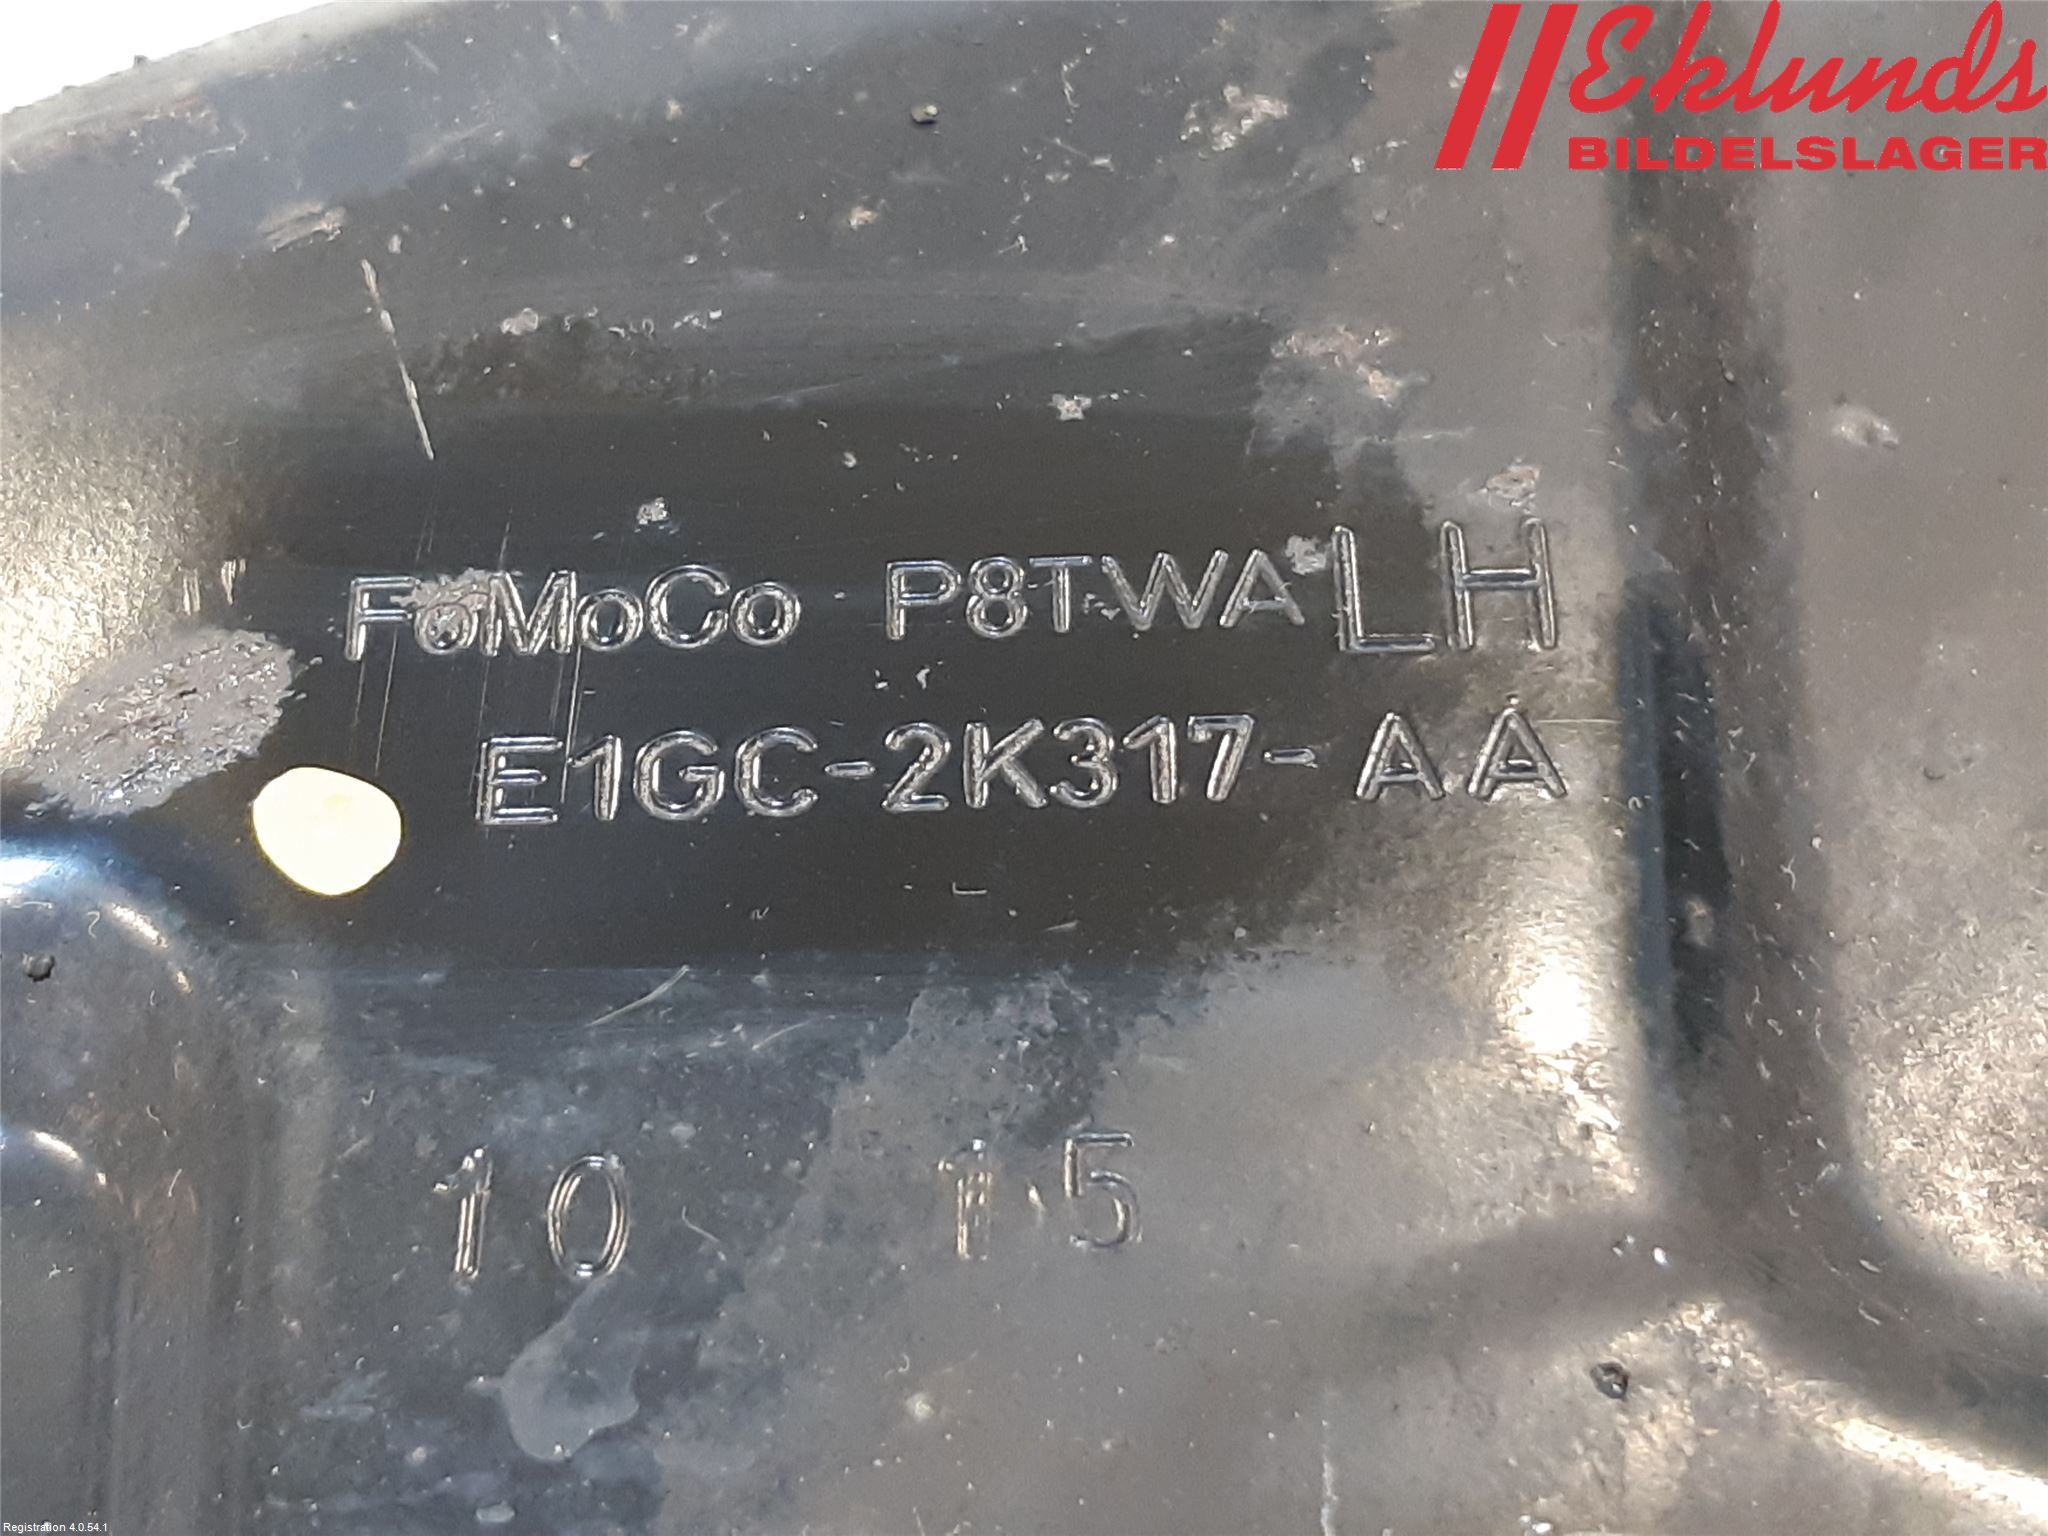 Eklunds
BILDELSLAGER
FoMoCo P8TWA LH
E1GC-2K317-AA
10 15
Registration 4.0.54.1